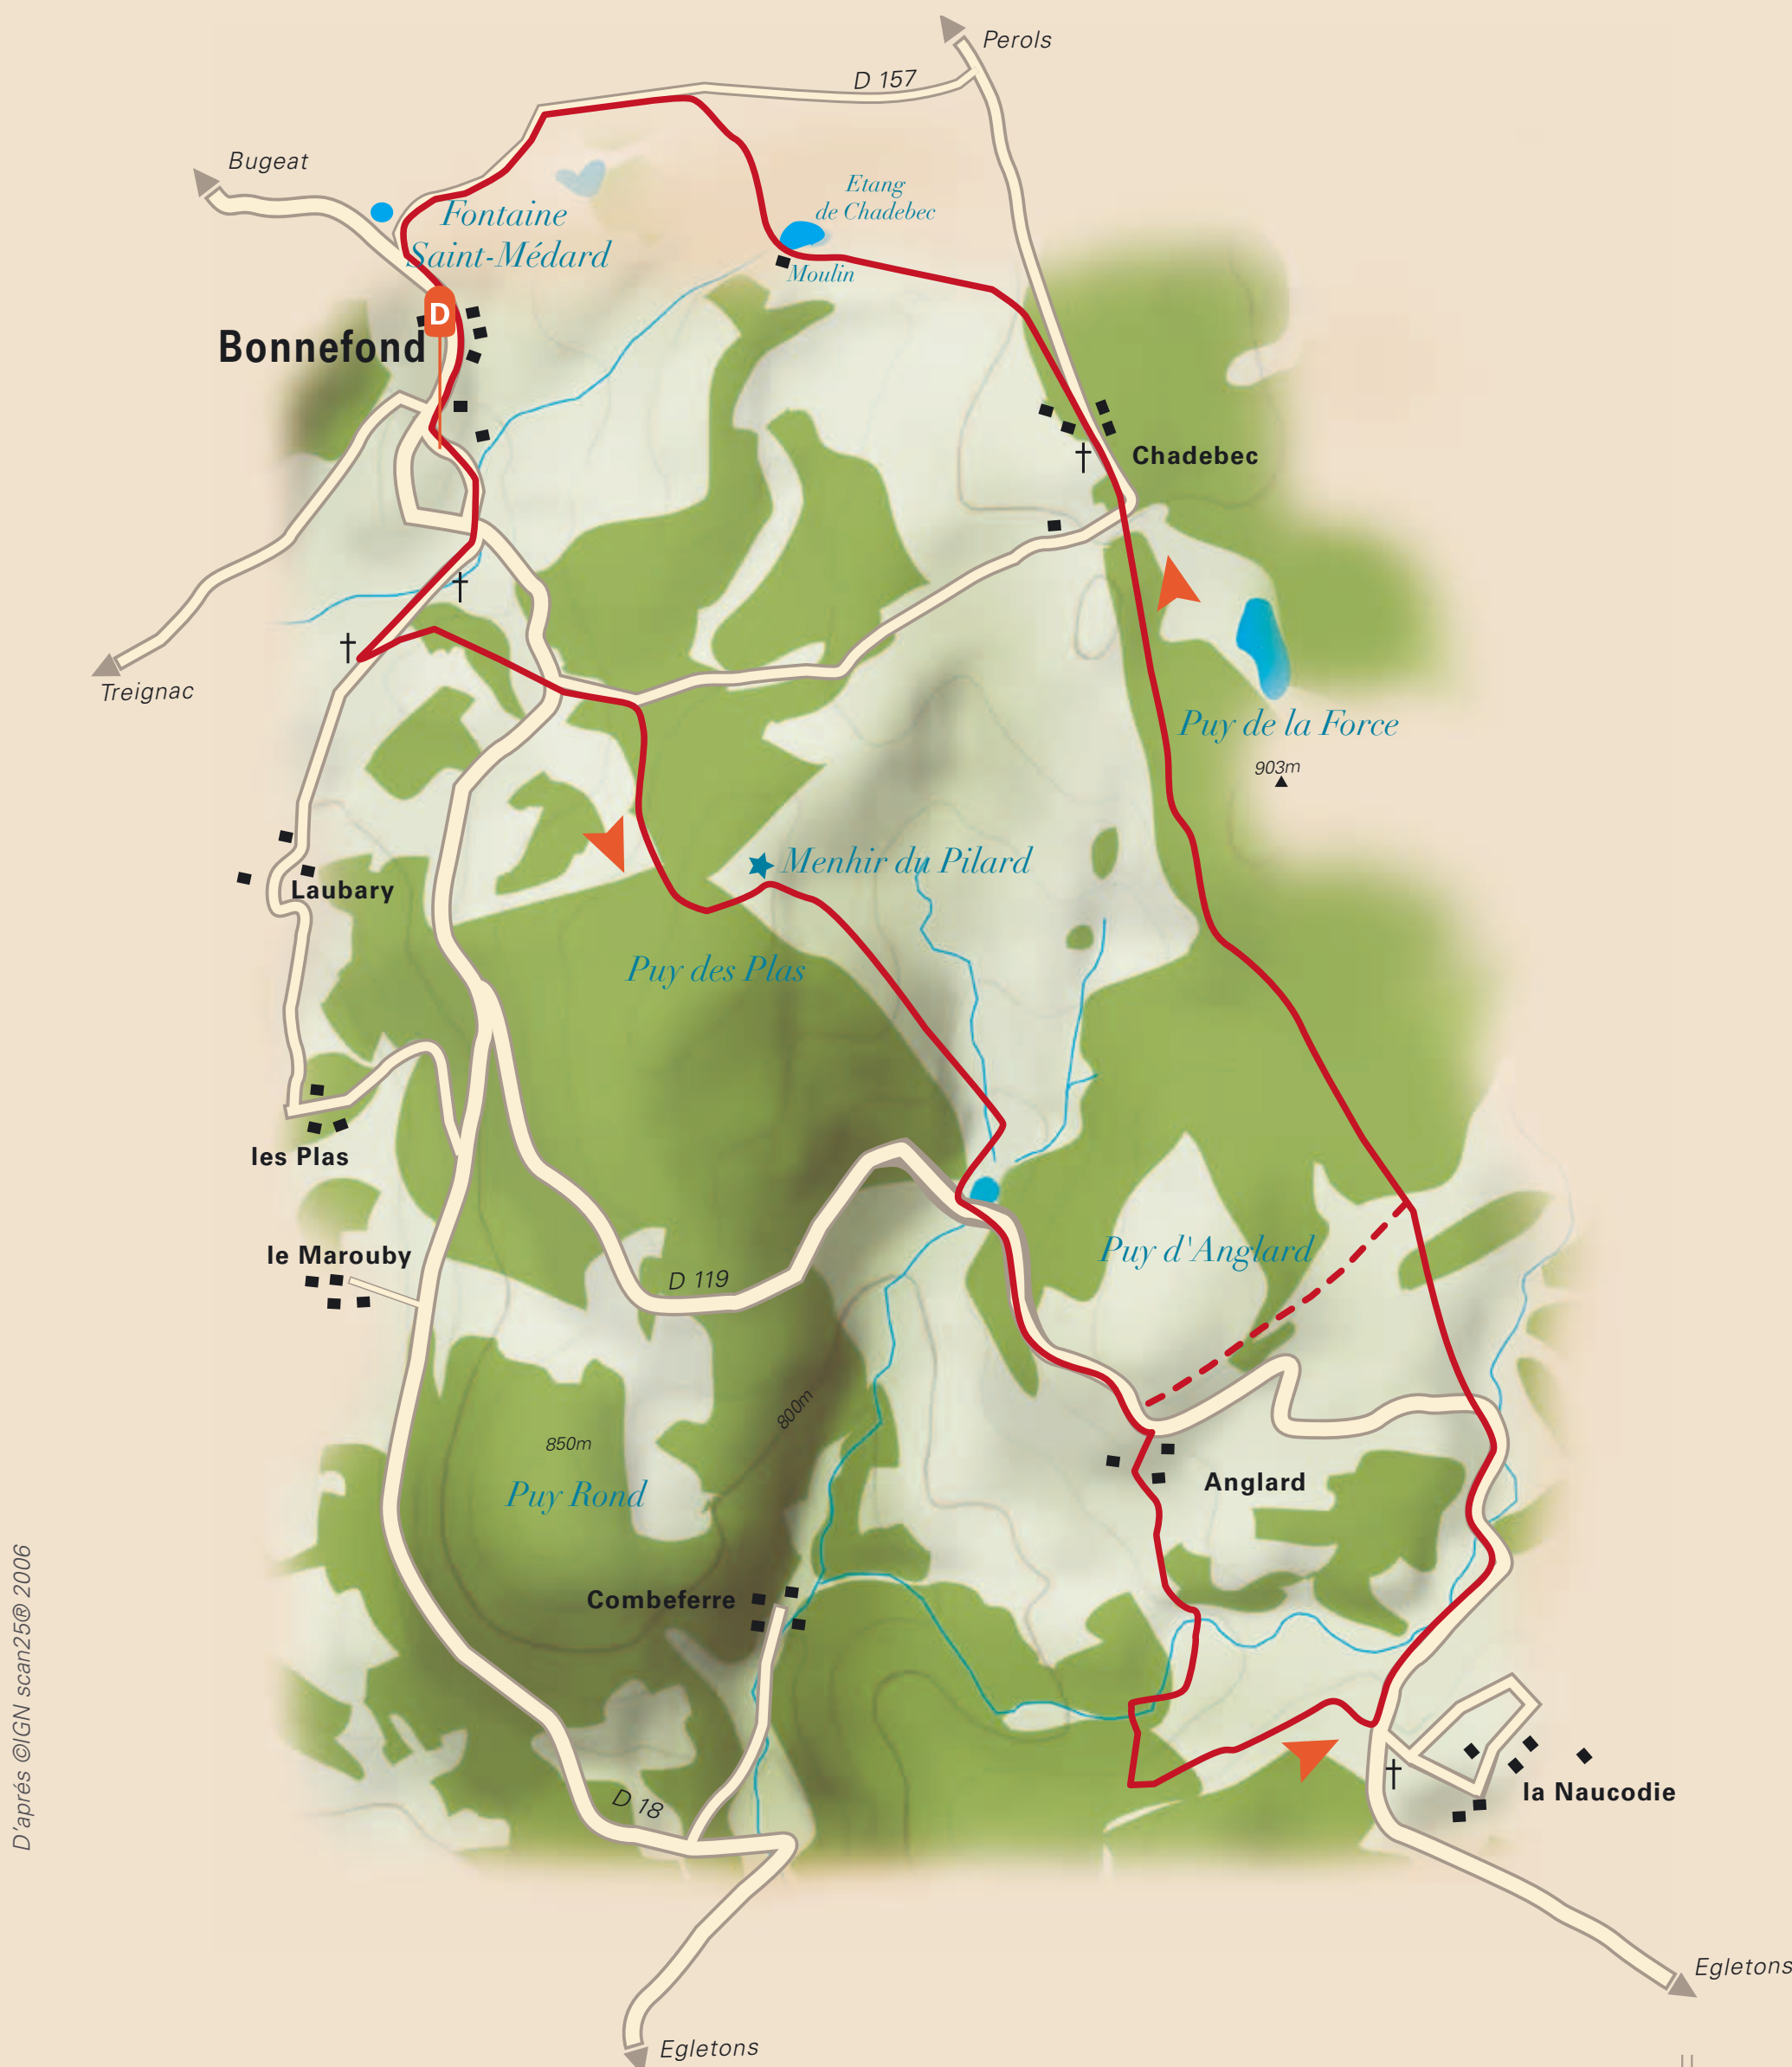 Perols
D 157
Bugeat
Etang
de Chadebec
Fontaine
Saint-Médard
Moulin
D
Bonnefond
Chadebec
Treignac
Puy de la Force
903m
Menhir du Pilard
Laubary
Puy des Plas
les Plas
le Marouby
Puy d'Anglard
D 119
800m
850m
Puy Rond
Anglard
Combeferre
D'aprés ©IGN scan25® 2006
D 18
la Naucodie
Egletons
Egletons